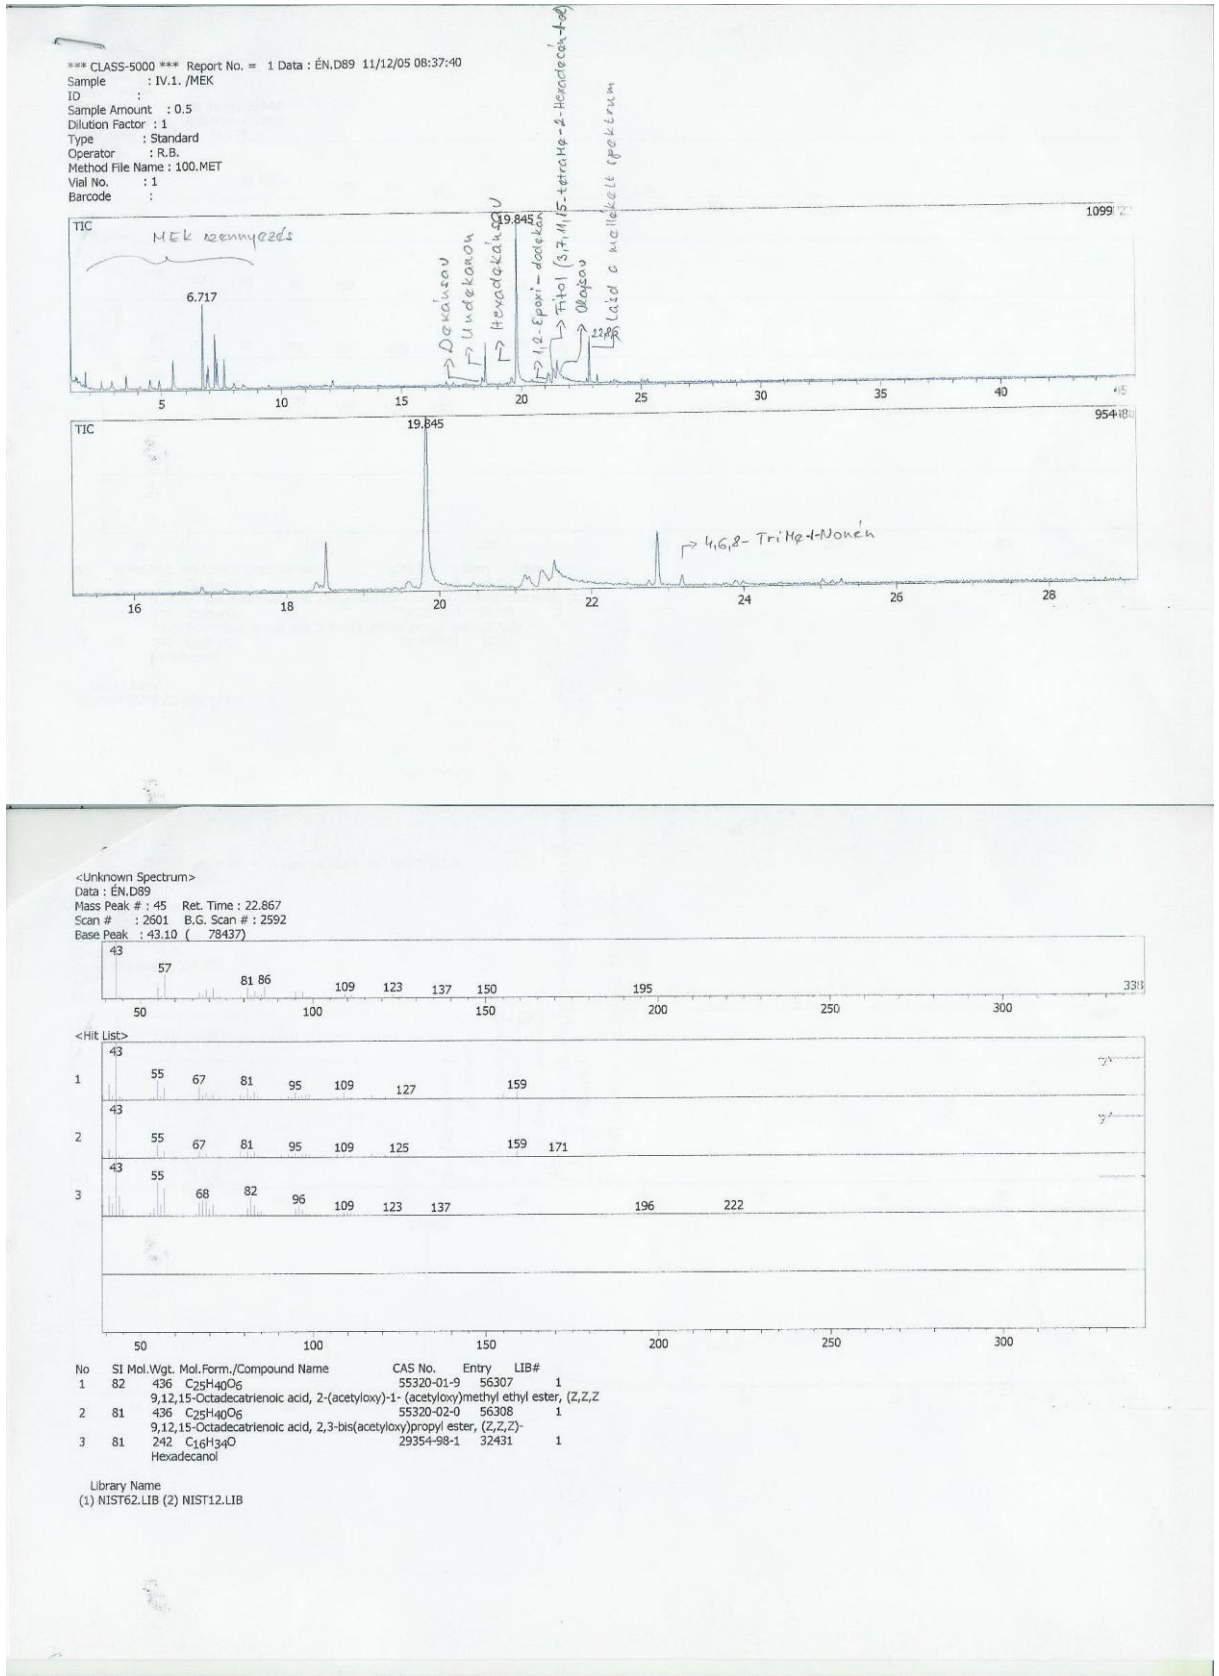 *** CLASS-5000 *** Report No. = 1 Data : ÉN.D89 11/12/05 08:37:40
Sample : IV.1. /MEK
ID :
Sample Amount : 0.5
Dilution Factor : 1
Type : Standard
Operator : R.B.
Method File Name : 100.MET
Vial No. : 1
Barcode :
TIC
MEK szennyezés
6.717
Dekánsav
Undekanon
Hexadekánsav
19.845
1,2-Epoxi-dodekán
Fitol (3,7,11,15-tetraMe-2-Hexadecén-1-ol)
Olajsav
22,86
Lásd a mellékelt spektrum
1099
5 10 15 20 25 30 35 40 45
TIC
19.845
954
4,6,8-TriMe-1-Nonén
16 18 20 22 24 26 28
<Unknown Spectrum>
Data : ÉN.D89
Mass Peak # : 45 Ret. Time : 22.867
Scan # : 2601 B.G. Scan # : 2592
Base Peak : 43.10 ( 78437)
43 57 81 86 109 123 137 150 195 338
50 100 150 200 250 300
<Hit List>
1 43 55 67 81 95 109 127 159
2 43 55 67 81 95 109 125 159 171
3 43 55 68 82 96 109 123 137 196 222
50 100 150 200 250 300
No SI Mol.Wgt. Mol.Form./Compound Name CAS No. Entry LIB#
1 82 436 C25H40O6 55320-01-9 56307 1
9,12,15-Octadecatrienoic acid, 2-(acetyloxy)-1- (acetyloxy)methyl ethyl ester, (Z,Z,Z
2 81 436 C25H40O6 55320-02-0 56308 1
9,12,15-Octadecatrienoic acid, 2,3-bis(acetyloxy)propyl ester, (Z,Z,Z)-
3 81 242 C16H34O 29354-98-1 32431 1
Hexadecanol
Library Name
(1) NIST62.LIB (2) NIST12.LIB